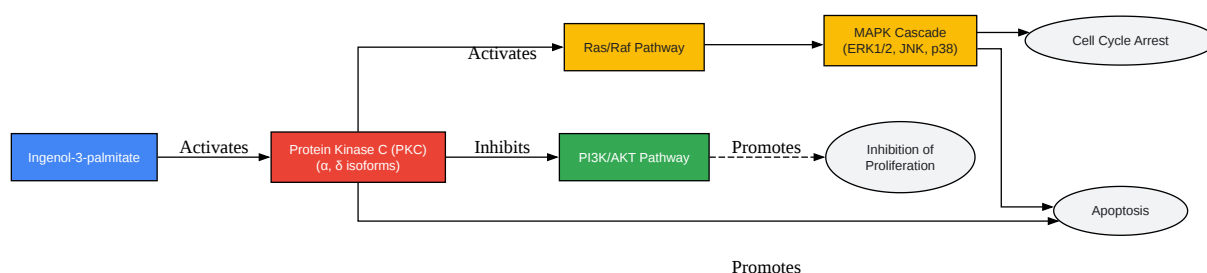 MAPK Cascade
(ERK1/2, JNK, p38)
Cell Cycle Arrest
Activates
Ras/Raf Pathway
Ingenol-3-palmitate
Activates
Protein Kinase C (PKC)
(α, δ isoforms)
Inhibits
PI3K/AKT Pathway
Promotes
Inhibition of
Proliferation
Apoptosis
Promotes